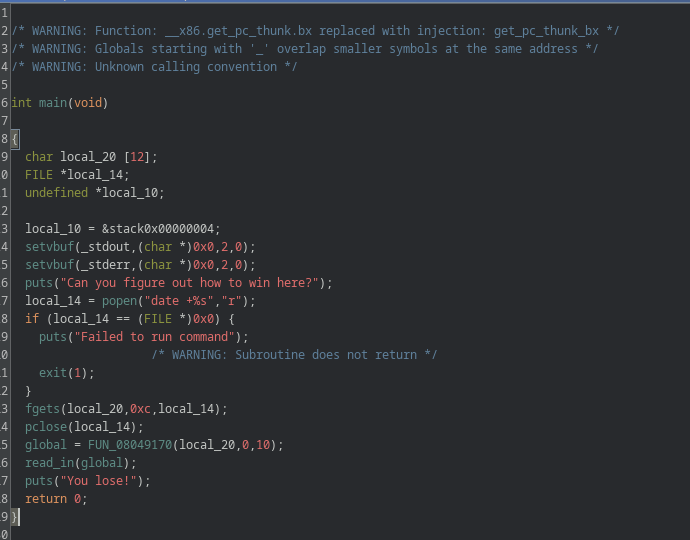 1
2 /* WARNING: Function: __x86.get_pc_thunk.bx replaced with injection: get_pc_thunk_bx */
3 /* WARNING: Globals starting with '_' overlap smaller symbols at the same address */
4 /* WARNING: Unknown calling convention */
5
6 int main(void)
7
8 {
9   char local_20 [12];
0   FILE *local_14;
1   undefined *local_10;
2
3   local_10 = &stack0x00000004;
4   setvbuf(_stdout,(char *)0x0,2,0);
5   setvbuf(_stderr,(char *)0x0,2,0);
6   puts("Can you figure out how to win here?");
7   local_14 = popen("date +%s","r");
8   if (local_14 == (FILE *)0x0) {
9     puts("Failed to run command");
0                     /* WARNING: Subroutine does not return */
1     exit(1);
2   }
3   fgets(local_20,0xc,local_14);
4   pclose(local_14);
5   global = FUN_08049170(local_20,0,10);
6   read_in(global);
7   puts("You lose!");
8   return 0;
9 }
0